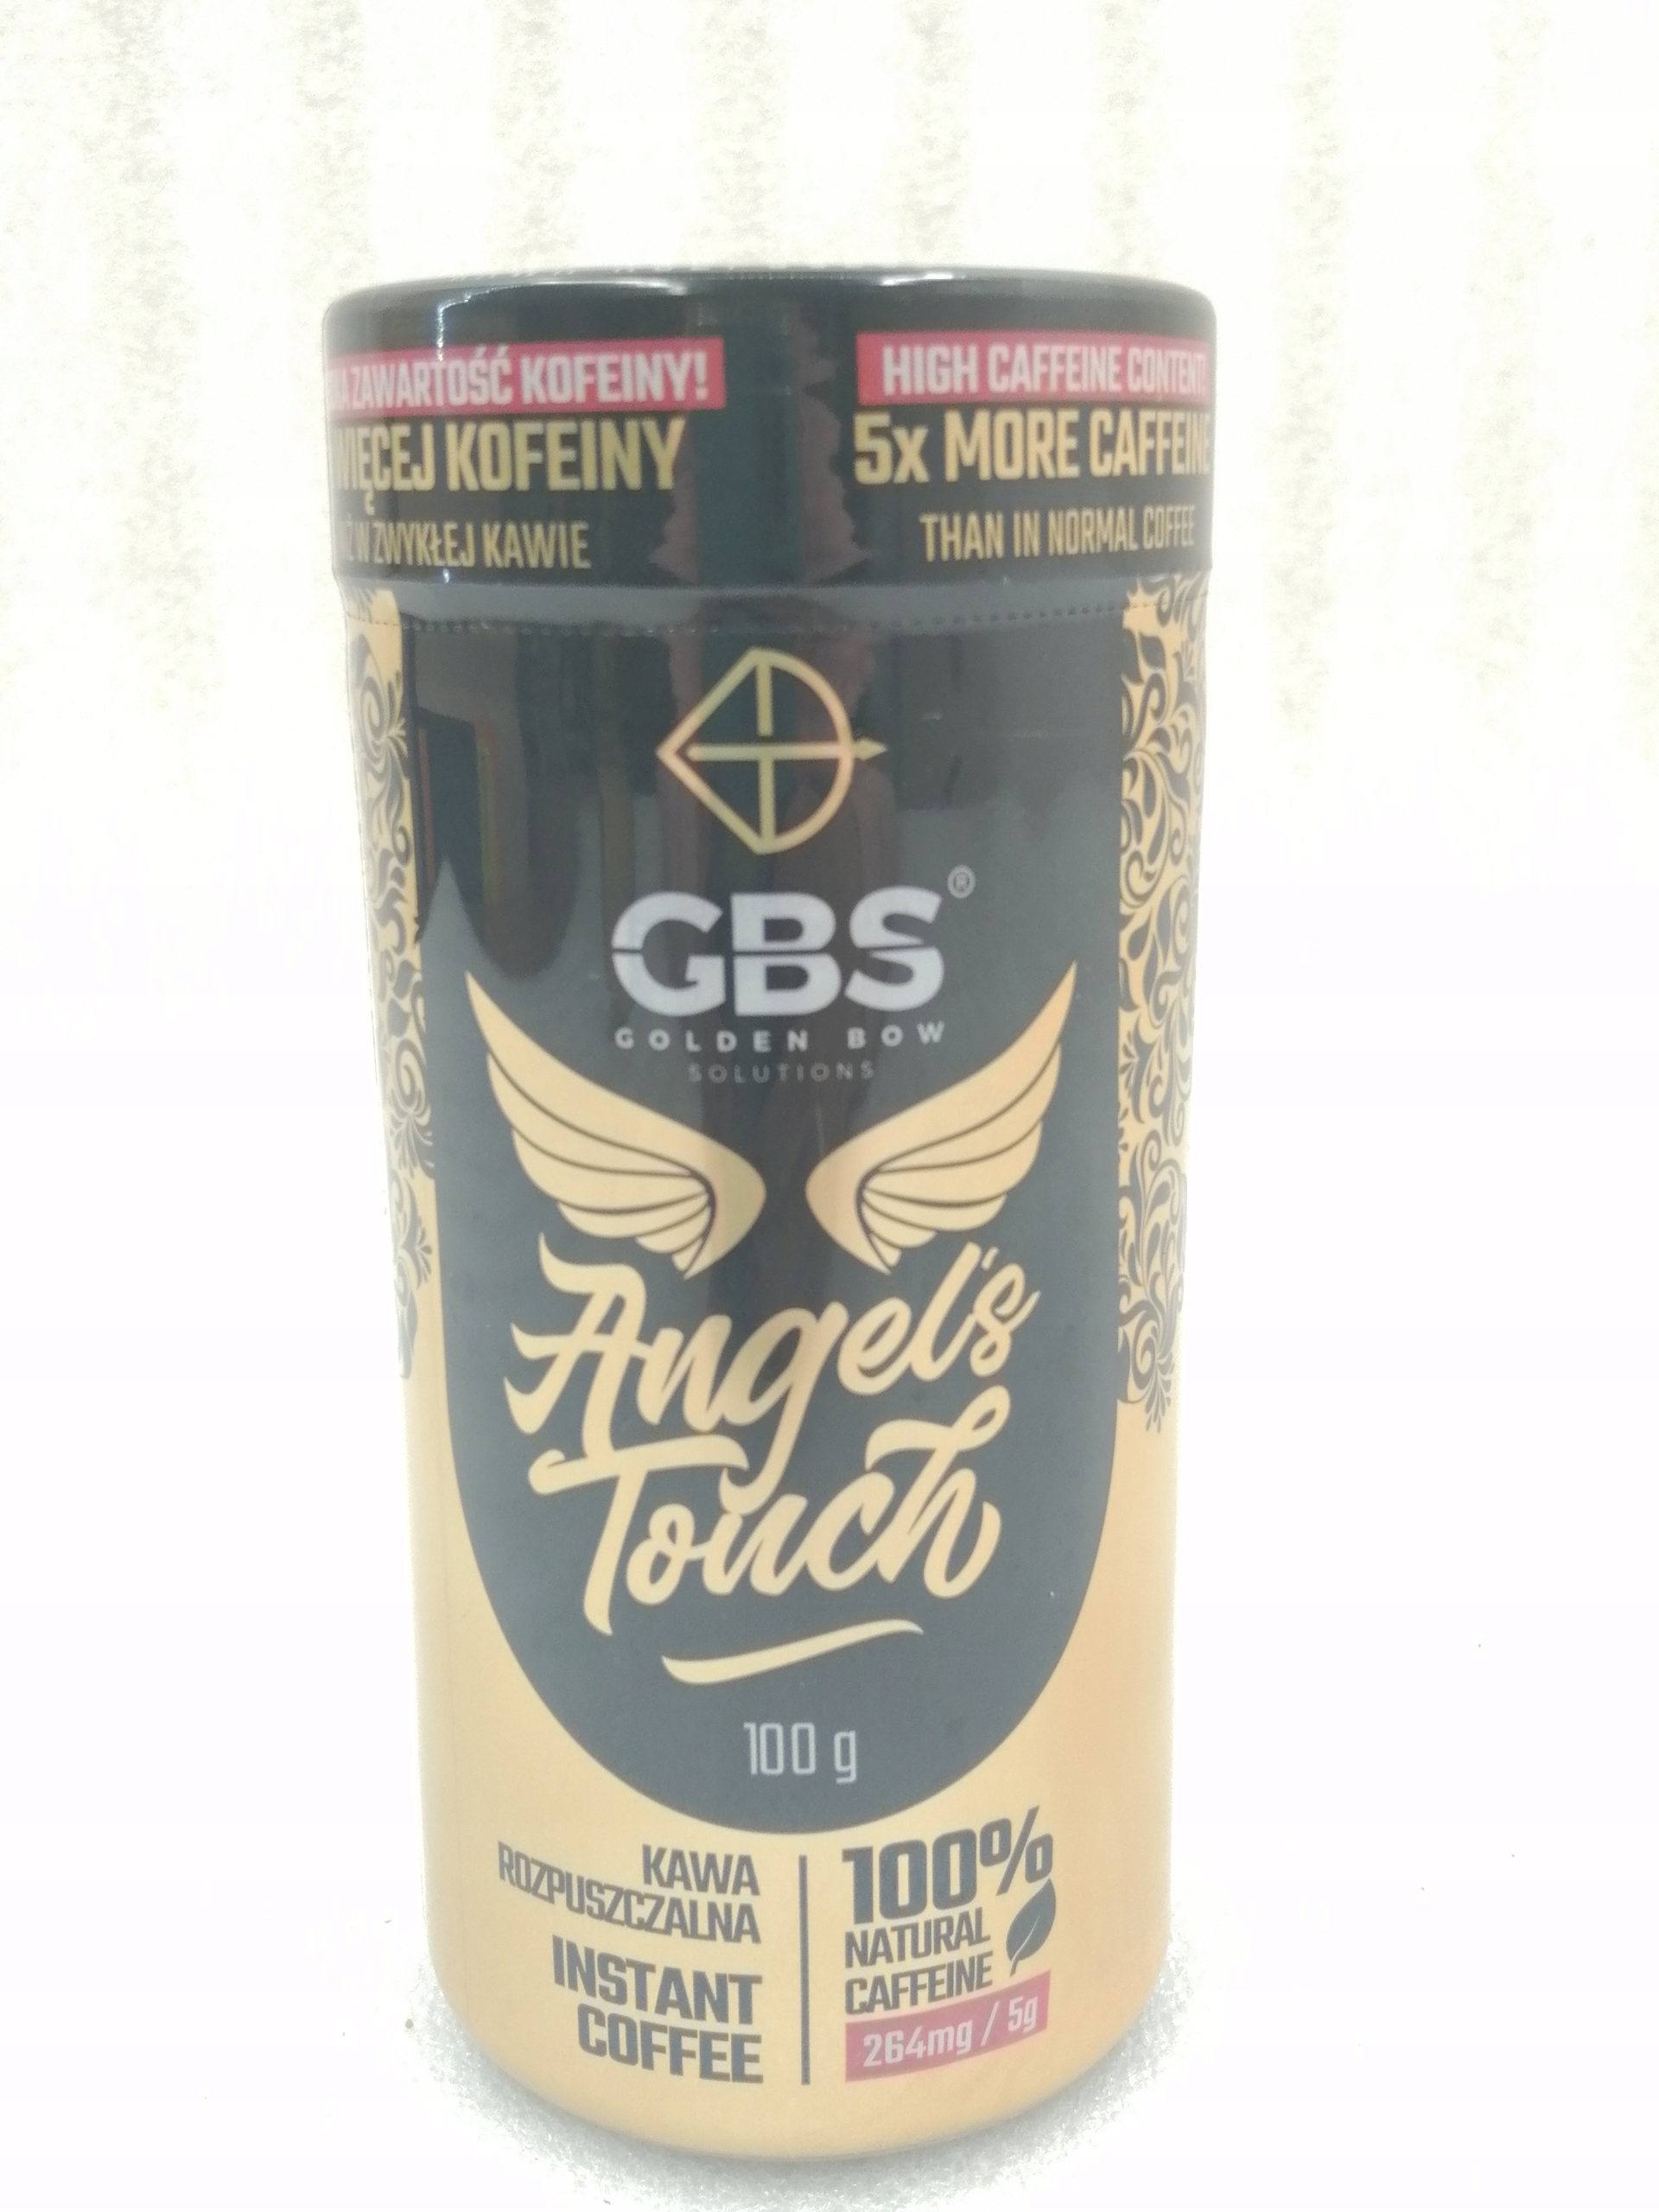 ZAWARTOŚĆ KOFEINY!
WIĘCEJ KOFEINY
W ZWYKŁEJ KAWIE
HIGH CAFFEINE CONTENT!
5x MORE CAFFEINE
THAN IN NORMAL COFFEE
GBS®
GOLDEN BOW
SOLUTIONS
Angel's
Touch
100 g
KAWA
ROZPUSZCZALNA
INSTANT
COFFEE
100%
NATURAL
CAFFEINE
264mg / 5g